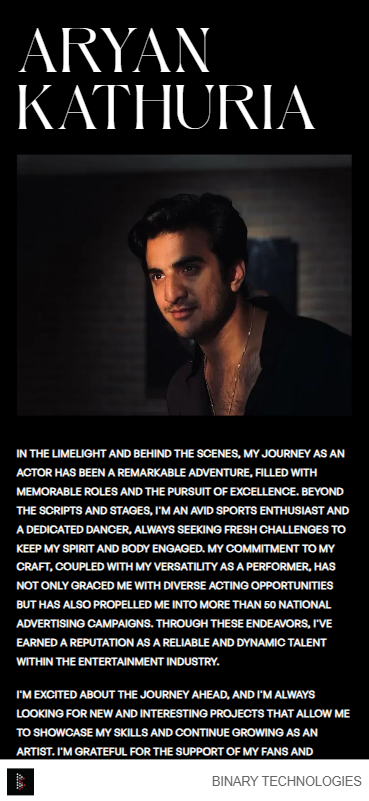 ARYAN
KATHURIA
IN THE LIMELIGHT AND BEHIND THE SCENES, MY JOURNEY AS AN
ACTOR HAS BEEN A REMARKABLE ADVENTURE, FILLED WITH
MEMORABLE ROLES AND THE PURSUIT OF EXCELLENCE. BEYOND
THE SCRIPTS AND STAGES, I'M AN AVID SPORTS ENTHUSIAST AND
A DEDICATED DANCER, ALWAYS SEEKING FRESH CHALLENGES TO
KEEP MY SPIRIT AND BODY ENGAGED. MY COMMITMENT TO MY
CRAFT, COUPLED WITH MY VERSATILITY AS A PERFORMER, HAS
NOT ONLY GRACED ME WITH DIVERSE ACTING OPPORTUNITIES
BUT HAS ALSO PROPELLED ME INTO MORE THAN 50 NATIONAL
ADVERTISING CAMPAIGNS. THROUGH THESE ENDEAVORS, I'VE
EARNED A REPUTATION AS A RELIABLE AND DYNAMIC TALENT
WITHIN THE ENTERTAINMENT INDUSTRY.
I'M EXCITED ABOUT THE JOURNEY AHEAD, AND I'M ALWAYS
LOOKING FOR NEW AND INTERESTING PROJECTS THAT ALLOW ME
TO SHOWCASE MY SKILLS AND CONTINUE GROWING AS AN
ARTIST. I'M GRATEFUL FOR THE SUPPORT OF MY FANS AND
BINARY TECHNOLOGIES